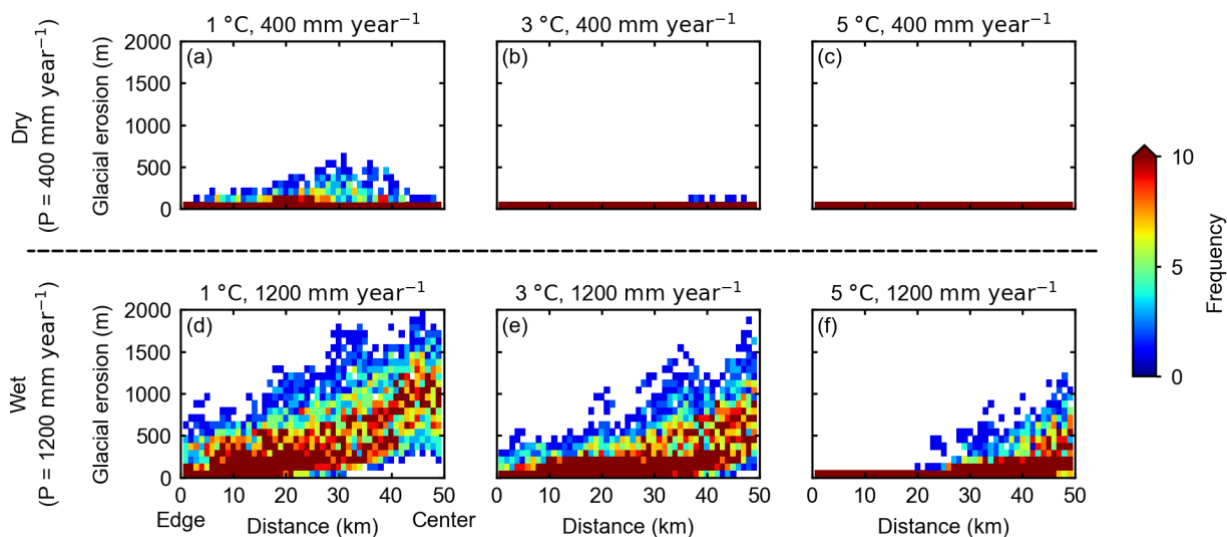 1 °C, 400 mm year⁻¹
3 °C, 400 mm year⁻¹
5 °C, 400 mm year⁻¹
Dry
(P = 400 mm year⁻¹)
Glacial erosion (m)
2000
1500
1000
500
0
(a)
(b)
(c)
1 °C, 1200 mm year⁻¹
3 °C, 1200 mm year⁻¹
5 °C, 1200 mm year⁻¹
Wet
(P = 1200 mm year⁻¹)
Glacial erosion (m)
2000
1500
1000
500
0
(d)
(e)
(f)
0 10 20 30 40 50
0 10 20 30 40 50
0 10 20 30 40 50
Edge
Distance (km)
Center
Distance (km)
Distance (km)
10
5
0
Frequency